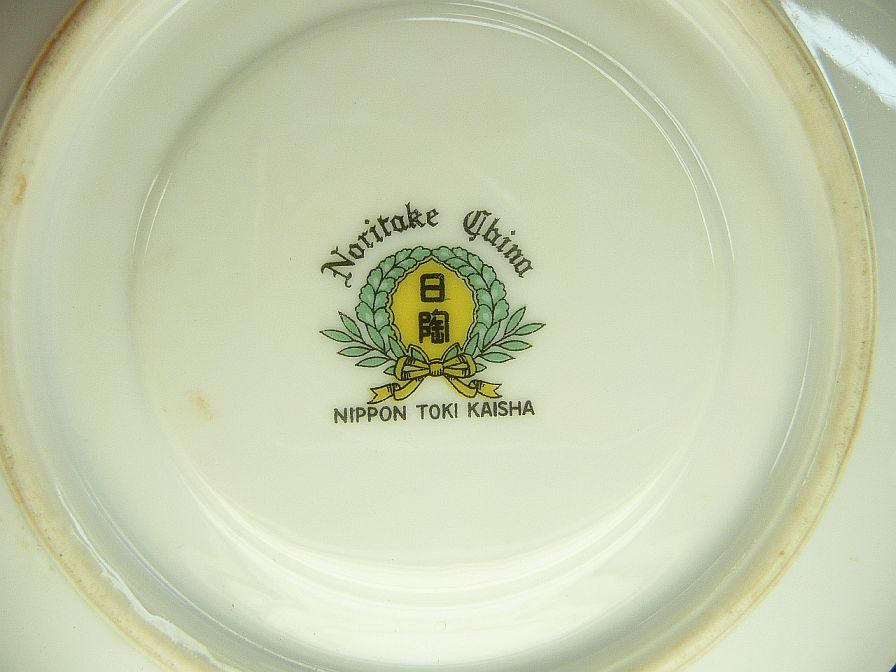 Noritake China
日
陶
NIPPON TOKI KAISHA